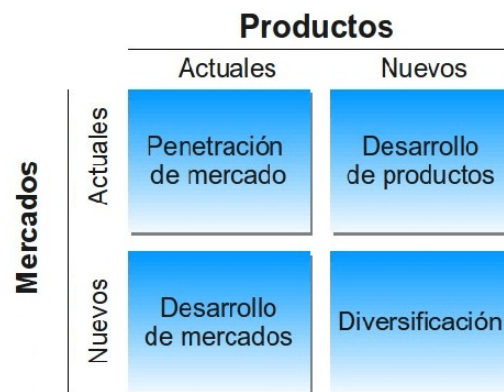 Productos
Actuales
Nuevos
Mercados
Actuales
Penetración
de mercado
Desarrollo
de productos
Nuevos
Desarrollo
de mercados
Diversificación